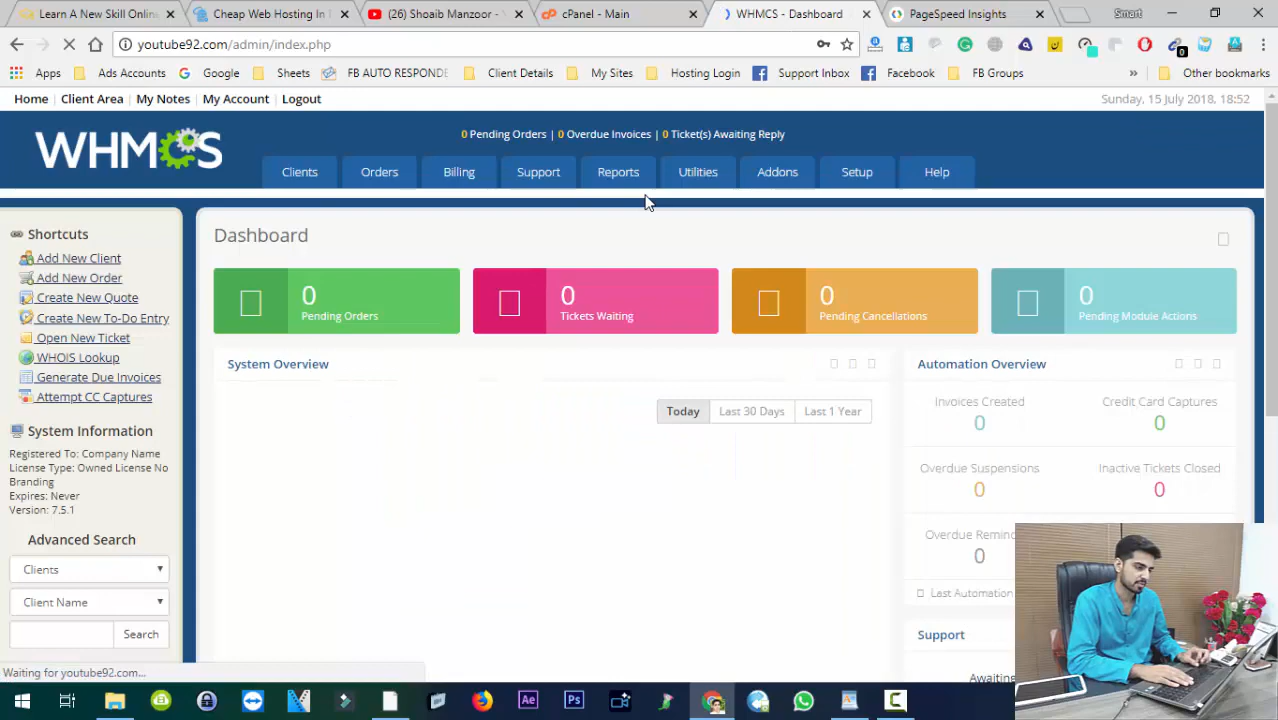 Learn A New Skill Online
Cheap Web Hosting In
(26) Shoaib Manzoor -
cPanel - Main
WHMCS - Dashboard
PageSpeed Insights
Smart
youtube92.com/admin/index.php
0
Apps
Ads Accounts
Google
Sheets
FB AUTO RESPONDE
Client Details
My Sites
Hosting Login
Support Inbox
Facebook
FB Groups
»
Other bookmarks
Home | Client Area | My Notes | My Account | Logout
Sunday, 15 July 2018, 18:52
WHMCS
0 Pending Orders | 0 Overdue Invoices | 0 Ticket(s) Awaiting Reply
Clients
Orders
Billing
Support
Reports
Utilities
Addons
Setup
Help
Shortcuts
Add New Client
Add New Order
Create New Quote
Create New To-Do Entry
Open New Ticket
WHOIS Lookup
Generate Due Invoices
Attempt CC Captures
System Information
Registered To: Company Name
License Type: Owned License No
Branding
Expires: Never
Version: 7.5.1
Advanced Search
Clients
Client Name
Search
Dashboard
0
Pending Orders
0
Tickets Waiting
0
Pending Cancellations
0
Pending Module Actions
System Overview
Today
Last 30 Days
Last 1 Year
Automation Overview
Invoices Created
0
Credit Card Captures
0
Overdue Suspensions
0
Inactive Tickets Closed
0
Overdue Remin
0
Last Automation
Support
Awaiting
Waiting for youtube92.com...
Ae
Ps